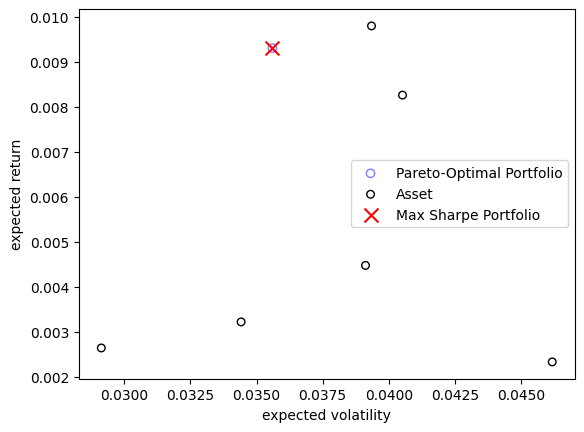 0.010
0.009
0.008
0.007
0.006
0.005
0.004
0.003
0.002
expected return
Pareto-Optimal Portfolio
Asset
Max Sharpe Portfolio
0.0300 0.0325 0.0350 0.0375 0.0400 0.0425 0.0450
expected volatility